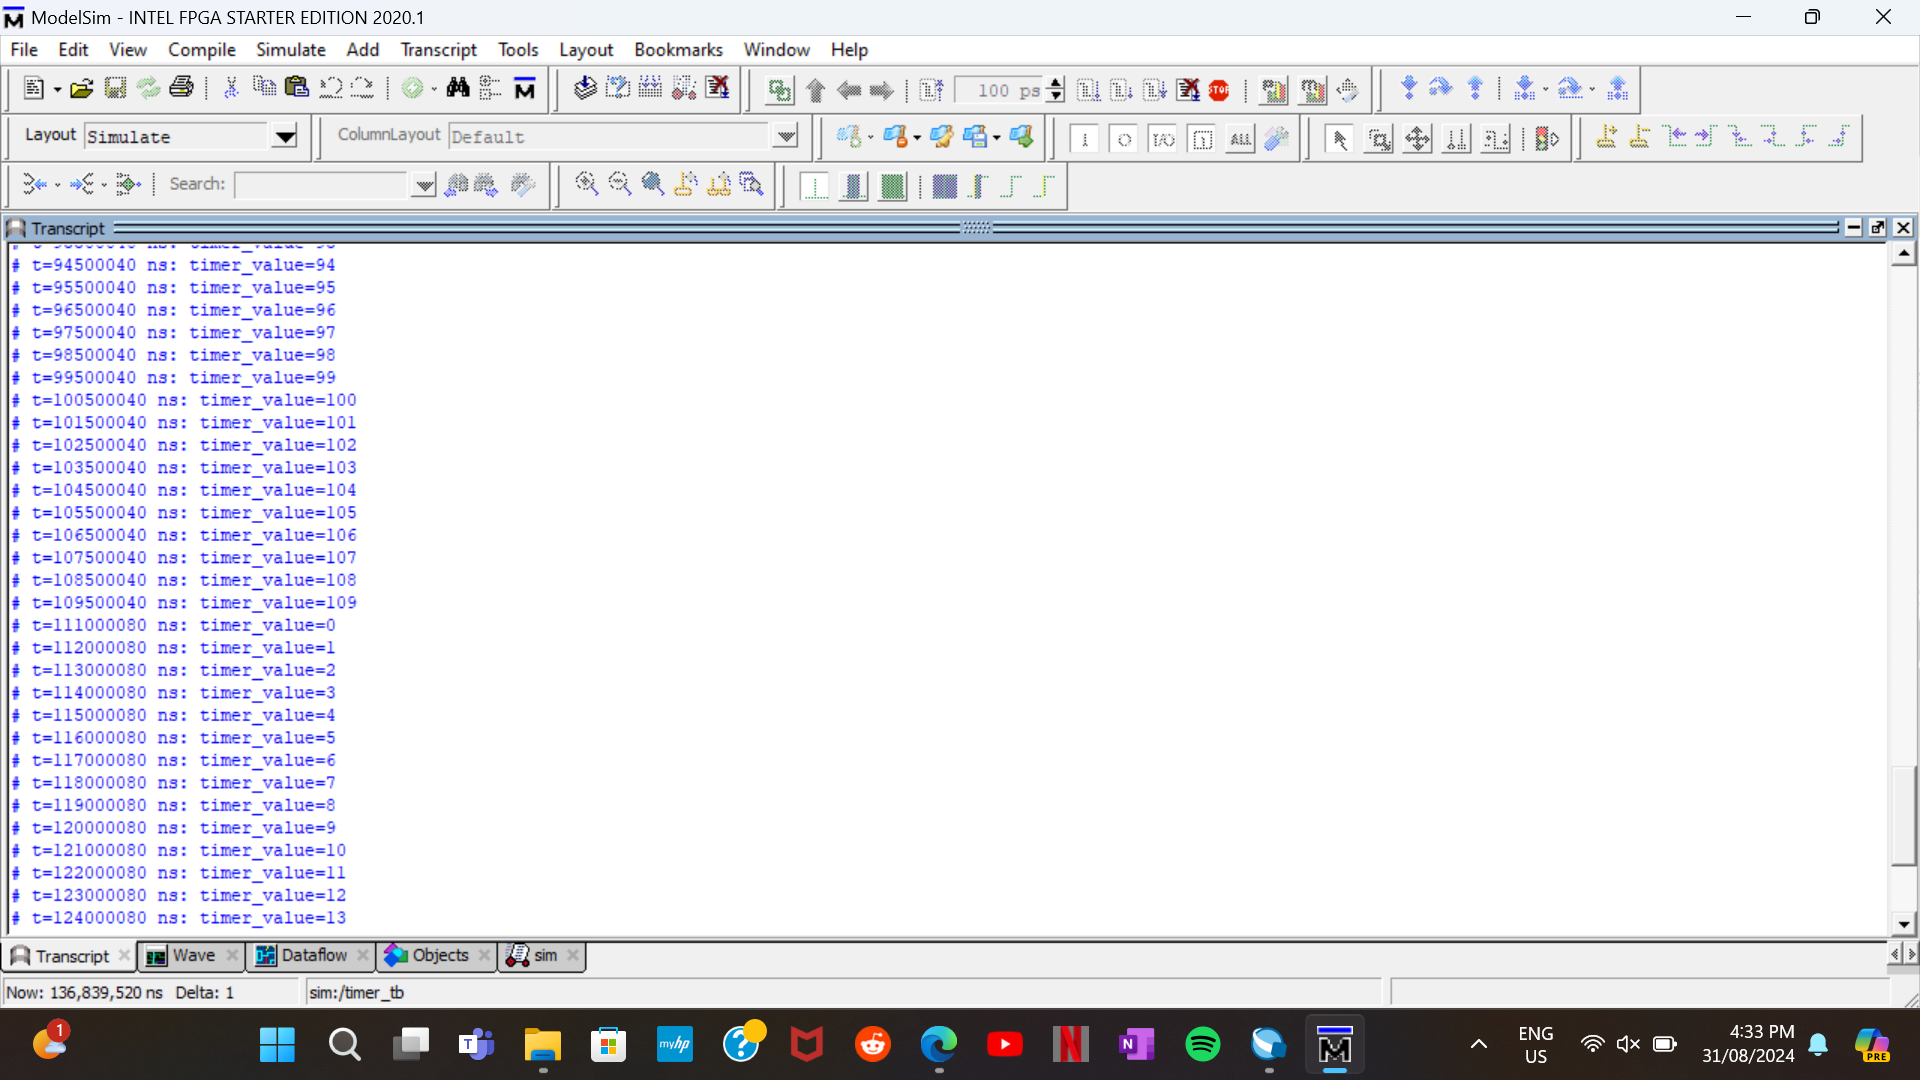 ModelSim - INTEL FPGA STARTER EDITION 2020.1
File Edit View Compile Simulate Add Transcript Tools Layout Bookmarks Window Help
100 ps
STOP
Layout Simulate
ColumnLayout Default
ALL
Search:
Transcript
# t=94500040 ns: timer_value=94
# t=95500040 ns: timer_value=95
# t=96500040 ns: timer_value=96
# t=97500040 ns: timer_value=97
# t=98500040 ns: timer_value=98
# t=99500040 ns: timer_value=99
# t=100500040 ns: timer_value=100
# t=101500040 ns: timer_value=101
# t=102500040 ns: timer_value=102
# t=103500040 ns: timer_value=103
# t=104500040 ns: timer_value=104
# t=105500040 ns: timer_value=105
# t=106500040 ns: timer_value=106
# t=107500040 ns: timer_value=107
# t=108500040 ns: timer_value=108
# t=109500040 ns: timer_value=109
# t=111000080 ns: timer_value=0
# t=112000080 ns: timer_value=1
# t=113000080 ns: timer_value=2
# t=114000080 ns: timer_value=3
# t=115000080 ns: timer_value=4
# t=116000080 ns: timer_value=5
# t=117000080 ns: timer_value=6
# t=118000080 ns: timer_value=7
# t=119000080 ns: timer_value=8
# t=120000080 ns: timer_value=9
# t=121000080 ns: timer_value=10
# t=122000080 ns: timer_value=11
# t=123000080 ns: timer_value=12
# t=124000080 ns: timer_value=13
Transcript Wave Dataflow Objects sim
Now: 136,839,520 ns Delta: 1 sim:/timer_tb
1
myhp
ENG
US
4:33 PM
31/08/2024
PRE